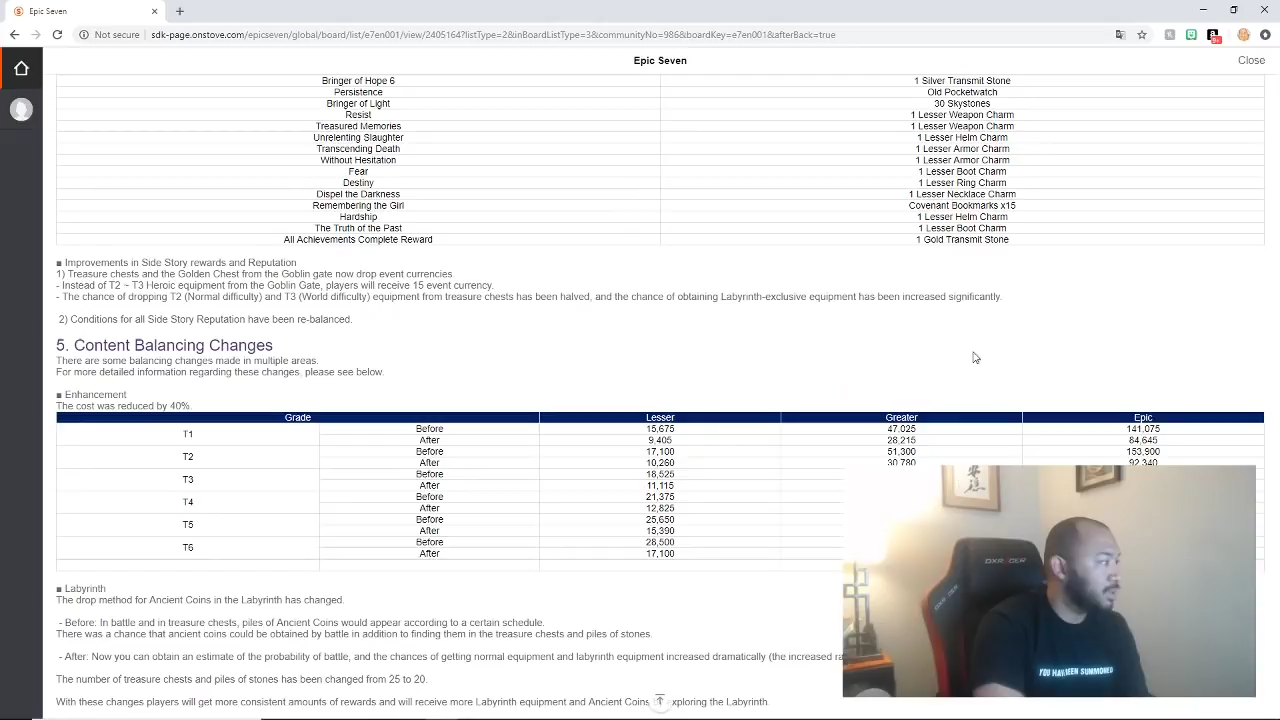 Epic Seven
Not secure | sdk-page.onstove.com/epicseven/global/board/list/e7en001/view/2405164?listType=2&inBoardListType=3&communityNo=986&boardKey=e7en001&afterBack=true
Epic Seven
Close
Bringer of Hope 6 1 Silver Transmit Stone
Persistence Old Pocketwatch
Bringer of Light 30 Skystones
Resist 1 Lesser Weapon Charm
Treasured Memories 1 Lesser Weapon Charm
Unrelenting Slaughter 1 Lesser Helm Charm
Transcending Death 1 Lesser Armor Charm
Without Hesitation 1 Lesser Armor Charm
Fear 1 Lesser Boot Charm
Destiny 1 Lesser Ring Charm
Dispel the Darkness 1 Lesser Necklace Charm
Remembering the Girl Covenant Bookmarks x15
Hardship 1 Lesser Helm Charm
The Truth of the Past 1 Lesser Boot Charm
All Achievements Complete Reward 1 Gold Transmit Stone
■ Improvements in Side Story rewards and Reputation
1) Treasure chests and the Golden Chest from the Goblin gate now drop event currencies.
- Instead of T2 ~ T3 Heroic equipment from the Goblin Gate, players will receive 15 event currency.
- The chance of dropping T2 (Normal difficulty) and T3 (World difficulty) equipment from treasure chests has been halved, and the chance of obtaining Labyrinth-exclusive equipment has been increased significantly.
2) Conditions for all Side Story Reputation have been re-balanced.
5. Content Balancing Changes
There are some balancing changes made in multiple areas.
For more detailed information regarding these changes, please see below.
■ Enhancement
The cost was reduced by 40%.
Grade Lesser Greater Epic
T1 Before 15,675 47,025 141,075
After 9,405 28,215 84,645
T2 Before 17,100 51,300 153,900
After 10,260 30,780 92,340
T3 Before 18,525
After 11,115
T4 Before 21,375
After 12,825
T5 Before 25,650
After 15,390
T6 Before 28,500
After 17,100
■ Labyrinth
The drop method for Ancient Coins in the Labyrinth has changed.
- Before: In battle and in treasure chests, piles of Ancient Coins would appear according to a certain schedule.
There was a chance that ancient coins could be obtained by battle in addition to finding them in the treasure chests and piles of stones.
- After: Now you can obtain an estimate of the probability of battle, and the chances of getting normal equipment and labyrinth equipment increased dramatically (the increased
The number of treasure chests and piles of stones has been to 20.
With these changes players will get more consistent amounts of rewards and will receive more Labyrinth equipment and Ancient Coins exploring the Labyrinth.
DXRACER
YOU HAVE BEEN SUMMONED